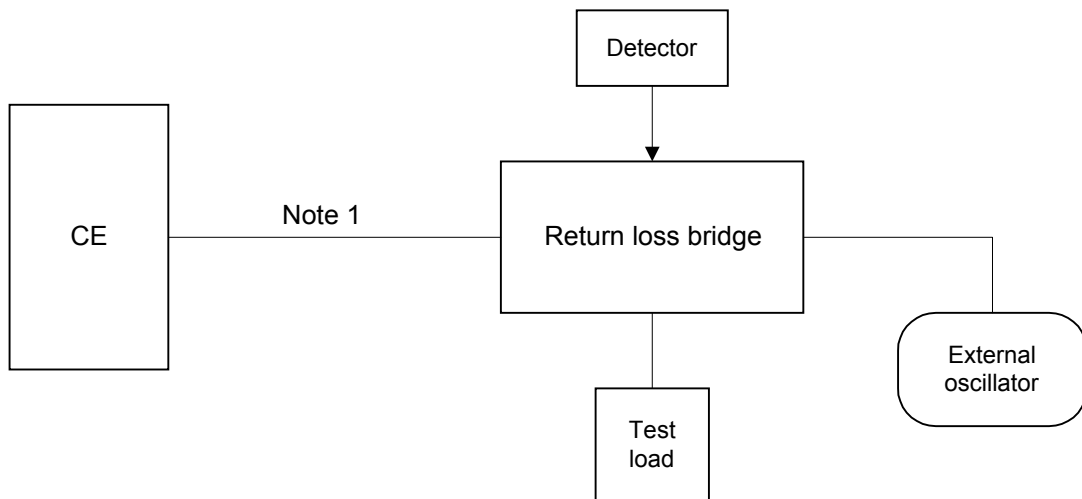 Detector
CE
Note 1
Return loss bridge
External
oscillator
Test
load